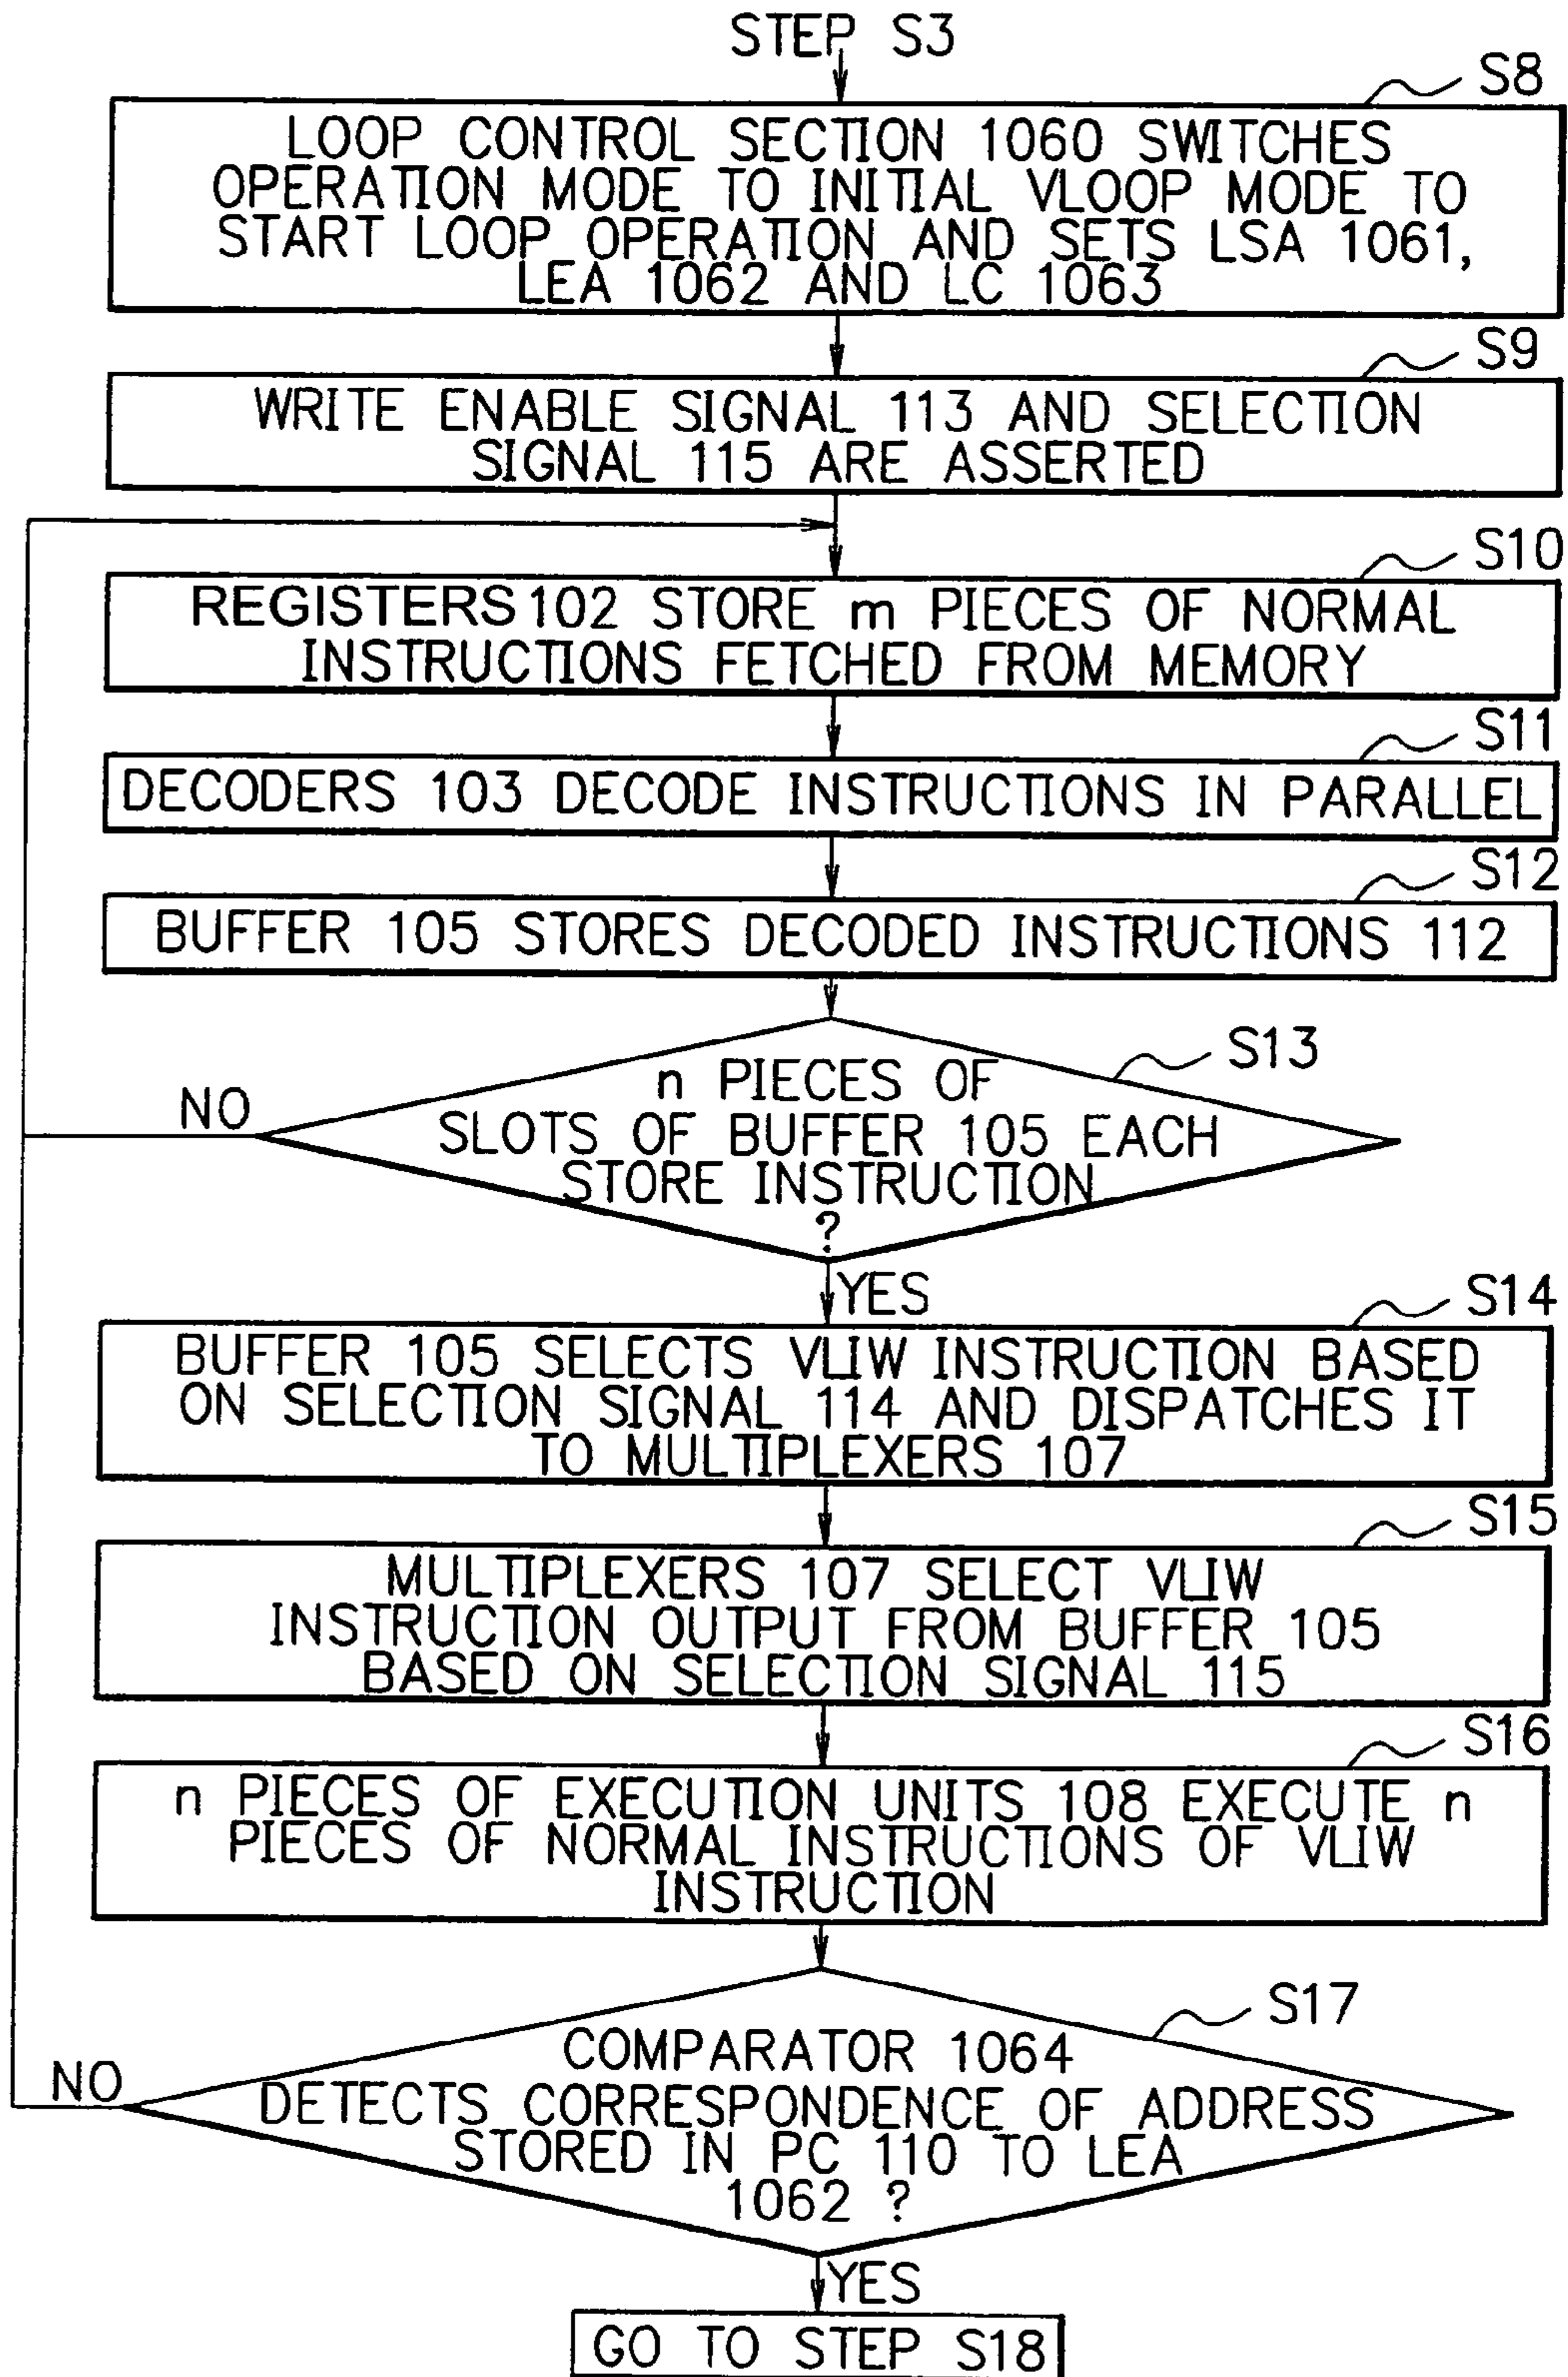 STEP S3
S8
LOOP CONTROL SECTION 1060 SWITCHES
OPERATION MODE TO INITIAL VLOOP MODE TO
START LOOP OPERATION AND SETS LSA 1061,
LEA 1062 AND LC 1063
S9
WRITE ENABLE SIGNAL 113 AND SELECTION
SIGNAL 115 ARE ASSERTED
S10
REGISTERS 102 STORE m PIECES OF NORMAL
INSTRUCTIONS FETCHED FROM MEMORY
S11
DECODERS 103 DECODE INSTRUCTIONS IN PARALLEL
S12
BUFFER 105 STORES DECODED INSTRUCTIONS 112
S13
n PIECES OF
SLOTS OF BUFFER 105 EACH
STORE INSTRUCTION
?
NO
YES
S14
BUFFER 105 SELECTS VLIW INSTRUCTION BASED
ON SELECTION SIGNAL 114 AND DISPATCHES IT
TO MULTIPLEXERS 107
S15
MULTIPLEXERS 107 SELECT VLIW
INSTRUCTION OUTPUT FROM BUFFER 105
BASED ON SELECTION SIGNAL 115
S16
n PIECES OF EXECUTION UNITS 108 EXECUTE n
PIECES OF NORMAL INSTRUCTIONS OF VLIW
INSTRUCTION
S17
COMPARATOR 1064
DETECTS CORRESPONDENCE OF ADDRESS
STORED IN PC 110 TO LEA
1062 ?
NO
YES
GO TO STEP S18